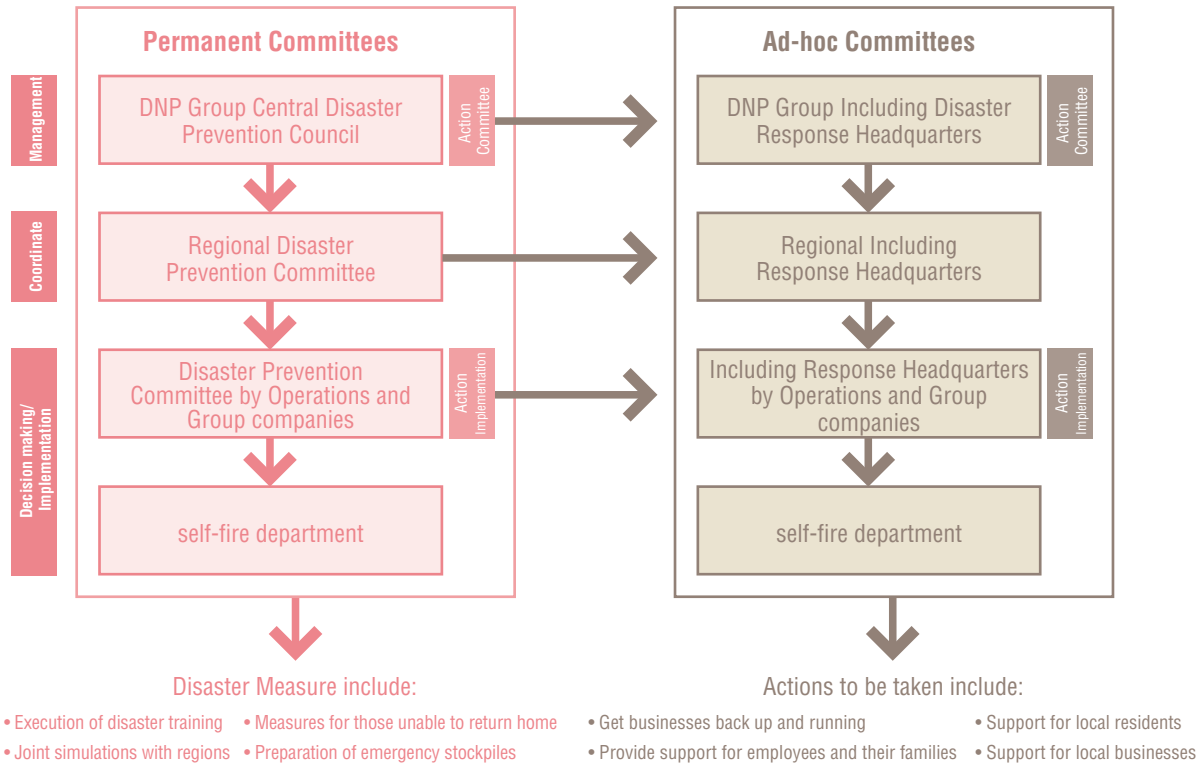 Permanent Committees
Management
DNP Group Central Disaster
Prevention Council
Action
Committee
Coordinate
Regional Disaster
Prevention Committee
Decision making/
Implementation
Disaster Prevention
Committee by Operations and
Group companies
Action
Implementation
self-fire department
Disaster Measure include:
• Execution of disaster training
• Measures for those unable to return home
• Joint simulations with regions
• Preparation of emergency stockpiles
Ad-hoc Committees
DNP Group Including Disaster
Response Headquarters
Action
Committee
Regional Including
Response Headquarters
Including Response Headquarters
by Operations and Group
companies
Action
Implementation
self-fire department
Actions to be taken include:
• Get businesses back up and running
• Support for local residents
• Provide support for employees and their families
• Support for local businesses